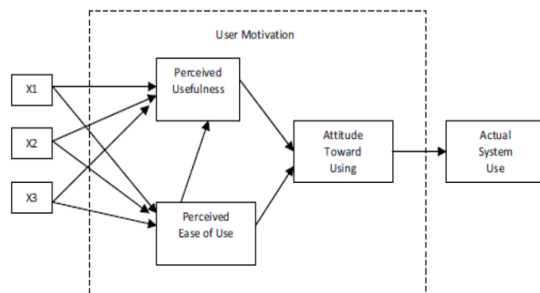 User Motivation
X1
X2
X3
Perceived
Usefulness
Perceived
Ease of Use
Attitude
Toward
Using
Actual
System
Use